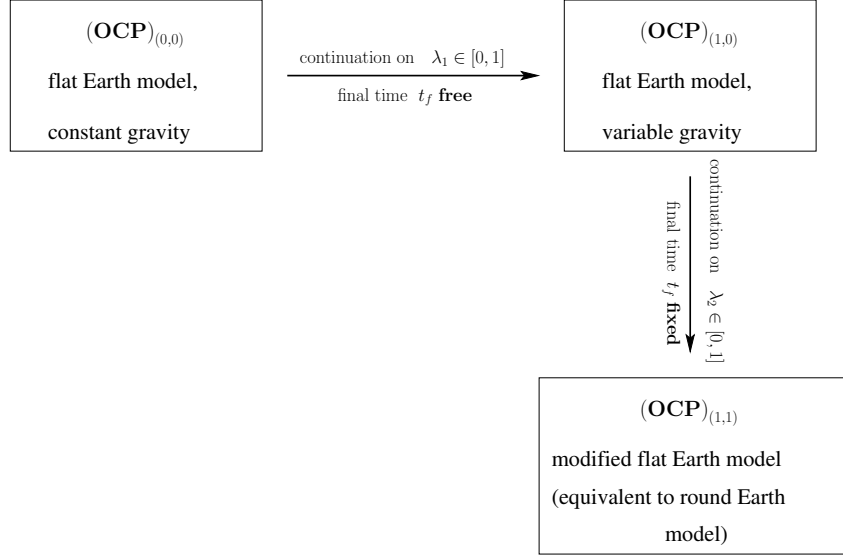 (OCP)(0,0)
flat Earth model,
constant gravity
continuation on λ1 ∈ [0, 1]
final time tf free
(OCP)(1,0)
flat Earth model,
variable gravity
continuation on λ2 ∈ [0, 1]
final time tf fixed
(OCP)(1,1)
modified flat Earth model
(equivalent to round Earth
model)